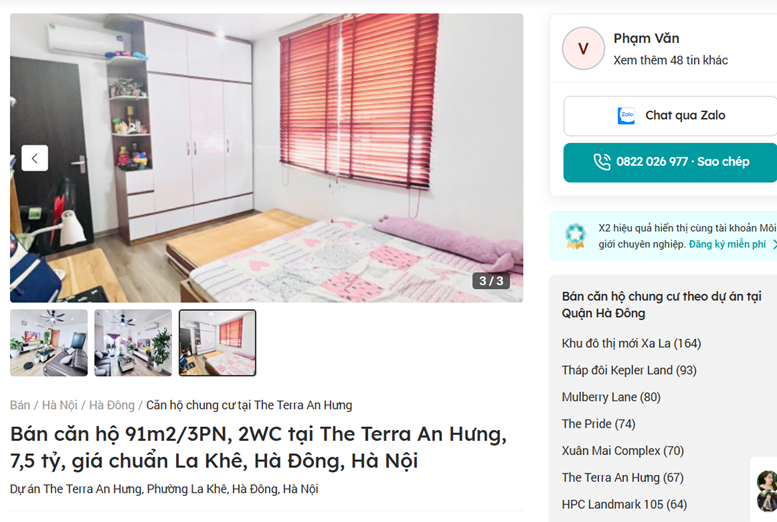 3 / 3
Bán / Hà Nội / Hà Đông / Căn hộ chung cư tại The Terra An Hưng
Bán căn hộ 91m2/3PN, 2WC tại The Terra An Hưng,
7,5 tỷ, giá chuẩn La Khê, Hà Đông, Hà Nội
Dự án The Terra An Hưng, Phường La Khê, Hà Đông, Hà Nội
V
Phạm Văn
Xem thêm 48 tin khác
Zalo
Chat qua Zalo
0822 026 977 · Sao chép
X2 hiệu quả hiển thị cùng tài khoản Môi
giới chuyên nghiệp. Đăng ký miễn phí
Bán căn hộ chung cư theo dự án tại
Quận Hà Đông
Khu đô thị mới Xa La (164)
Tháp đôi Kepler Land (93)
Mulberry Lane (80)
The Pride (74)
Xuân Mai Complex (70)
The Terra An Hưng (67)
HPC Landmark 105 (64)